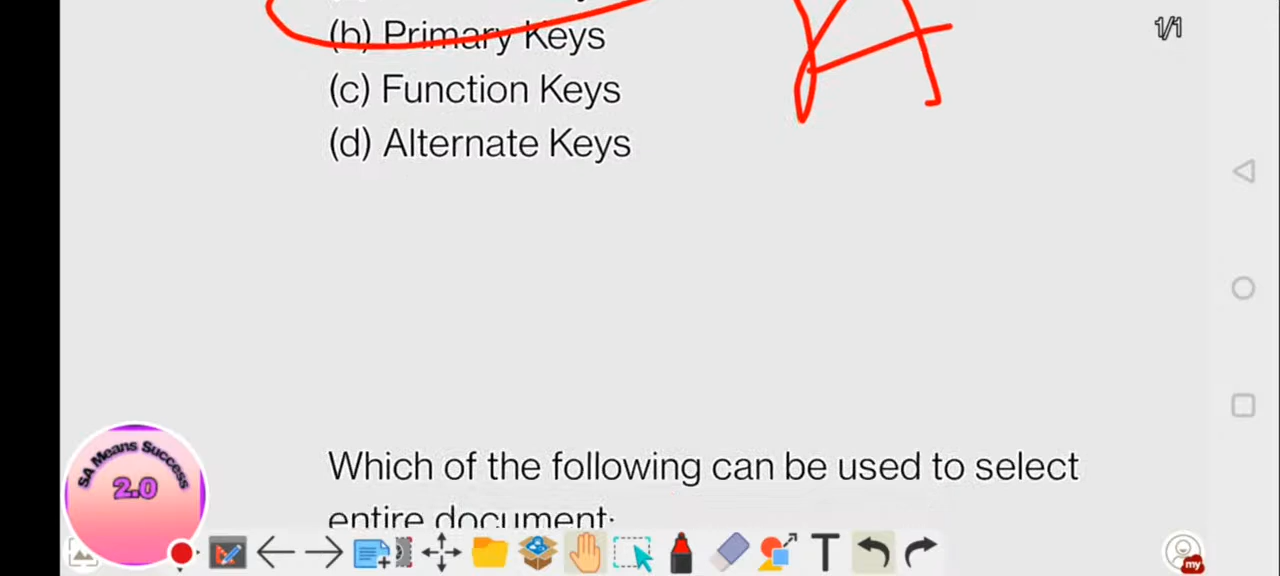 (b) Primary Keys
1/1
(c) Function Keys
(d) Alternate Keys
SA Means Success
2.0
Which of the following can be used to select
entire document:
T
my